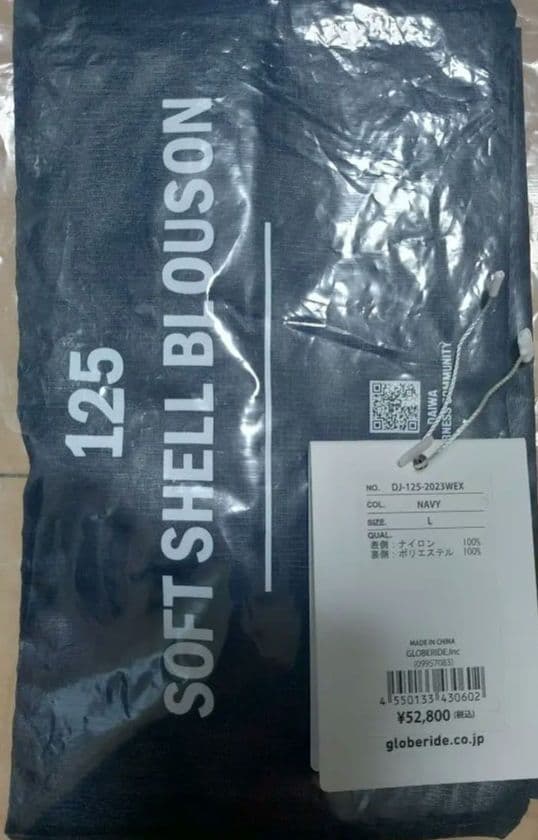 125
SOFT SHELL BLOUSON
DAIWA
COMMUNITY
NO. DJ-125-2023WEX
COL. NAVY
SIZE. L
QUAL.
表側:ナイロン 100%
裏側:ポリエステル 100%
MADE IN CHINA
GLOBERIDE,Inc
(09957083)
4 550133 430602
¥52,800 (税込)
globeride.co.jp